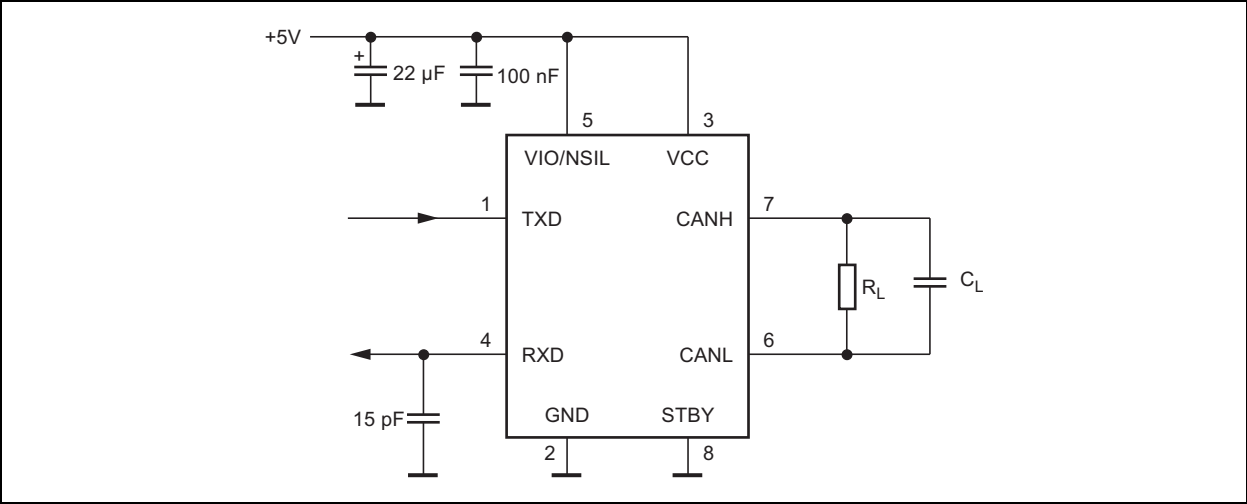 +5V
+
22 µF
100 nF
5
3
VIO/NSIL
VCC
1
TXD
CANH
7
RL
CL
4
RXD
CANL
6
15 pF
GND
STBY
2
8